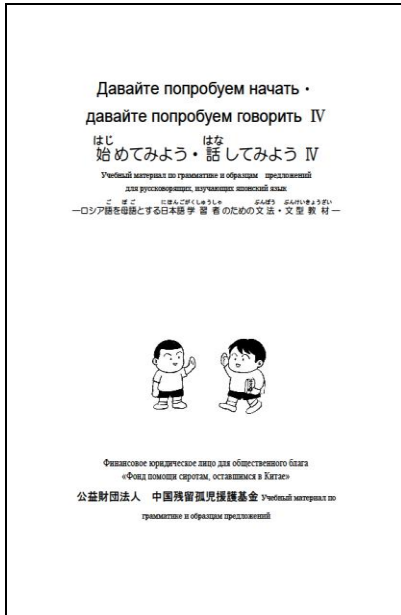 Давайте попробуем начать・
давайте попробуем говорить Ⅳ
はじ はな
始めてみよう・話してみよう Ⅳ
Учебный материал по грамматике и образцам предложений
для руссковорящих, изучающих японский язык
ご ぼご にほんごがくしゅうしゃ ぶんぽう ぶんけいきょうざい
―ロシア語を母語とする日本語学習者のための文法・文型教材―
Финансовое юридическое лицо для общественного блага
«Фонд помощи сиротам, оставшимся в Китае»
公益財団法人 中国残留孤児援護基金 Учебный материал по
грамматике и образцам предложений